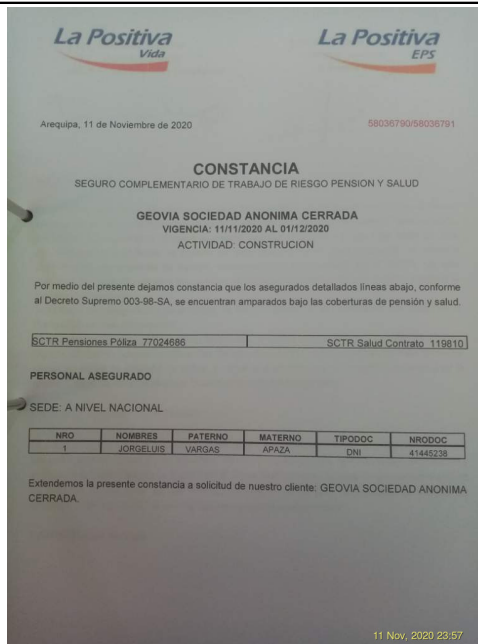 La Positiva
Vida
La Positiva
EPS
Arequipa, 11 de Noviembre de 2020
58036790/58036791
CONSTANCIA
SEGURO COMPLEMENTARIO DE TRABAJO DE RIESGO PENSION Y SALUD
GEOVIA SOCIEDAD ANONIMA CERRADA
VIGENCIA: 11/11/2020 AL 01/12/2020
ACTIVIDAD: CONSTRUCION
Por medio del presente dejamos constancia que los asegurados detallados líneas abajo, conforme
al Decreto Supremo 003-98-SA, se encuentran amparados bajo las coberturas de pensión y salud.
SCTR Pensiones Póliza 77024686 SCTR Salud Contrato 119810
PERSONAL ASEGURADO
SEDE: A NIVEL NACIONAL
NRO NOMBRES PATERNO MATERNO TIPODOC NRODOC
1 JORGELUIS VARGAS APAZA DNI 41445238
Extendemos la presente constancia a solicitud de nuestro cliente: GEOVIA SOCIEDAD ANONIMA
CERRADA.
11 Nov, 2020 23:57